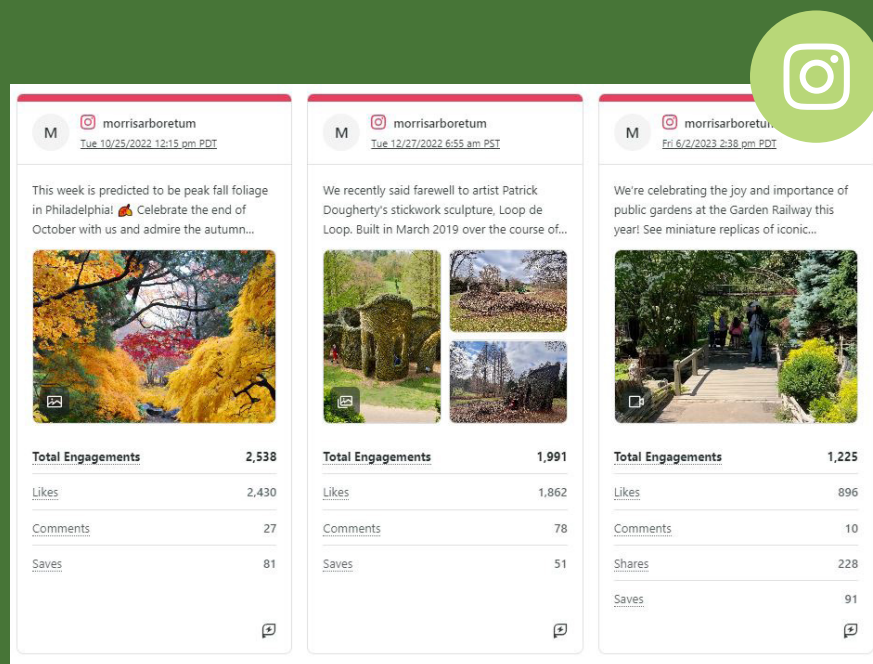 M
morrisarboretum
Tue 10/25/2022 12:15 pm PDT
This week is predicted to be peak fall foliage
in Philadelphia! 🍂 Celebrate the end of
October with us and admire the autumn...
Total Engagements 2,538
Likes 2,430
Comments 27
Saves 81
M
morrisarboretum
Tue 12/27/2022 6:55 am PST
We recently said farewell to artist Patrick
Dougherty's stickwork sculpture, Loop de
Loop. Built in March 2019 over the course of...
Total Engagements 1,991
Likes 1,862
Comments 78
Saves 51
M
morrisarboretu
Fri 6/2/2023 2:38 pm PDT
We're celebrating the joy and importance of
public gardens at the Garden Railway this
year! See miniature replicas of iconic...
Total Engagements 1,225
Likes 896
Comments 10
Shares 228
Saves 91